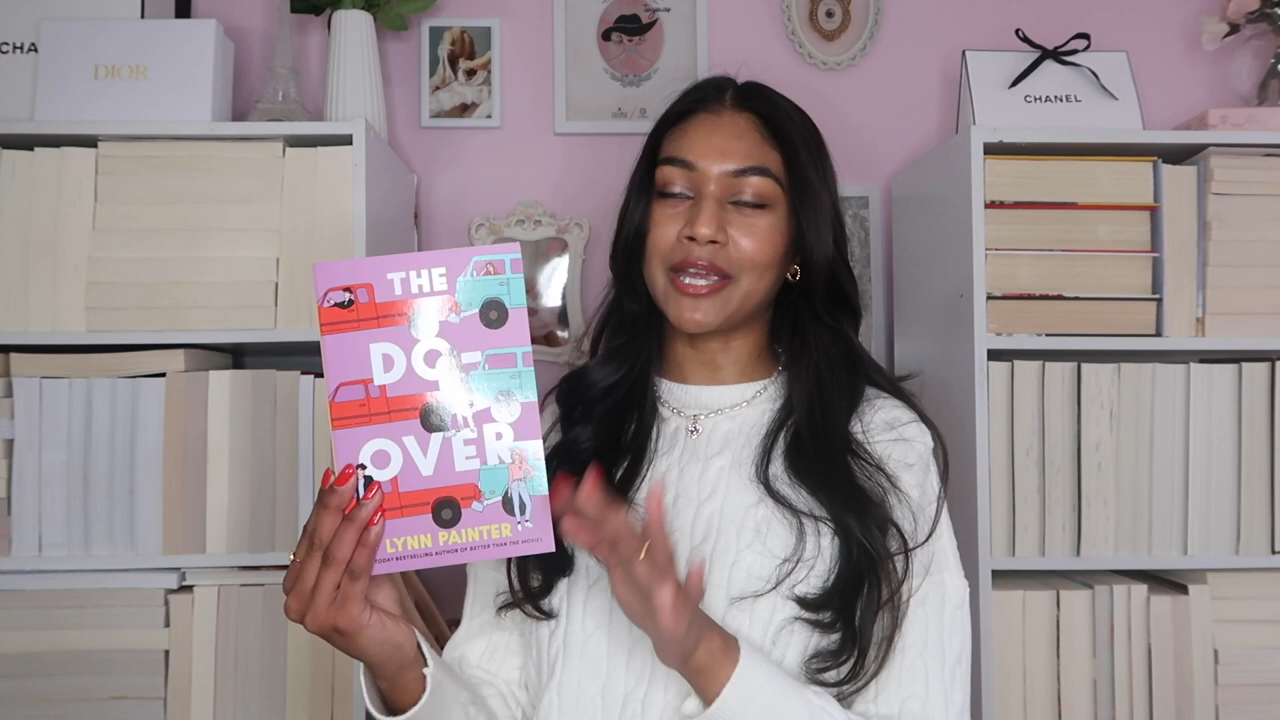 CHA
DIOR
CHANEL
THE
DO-
OVER
LYNN PAINTER
TODAY BESTSELLING AUTHOR OF BETTER THAN THE MOVIES